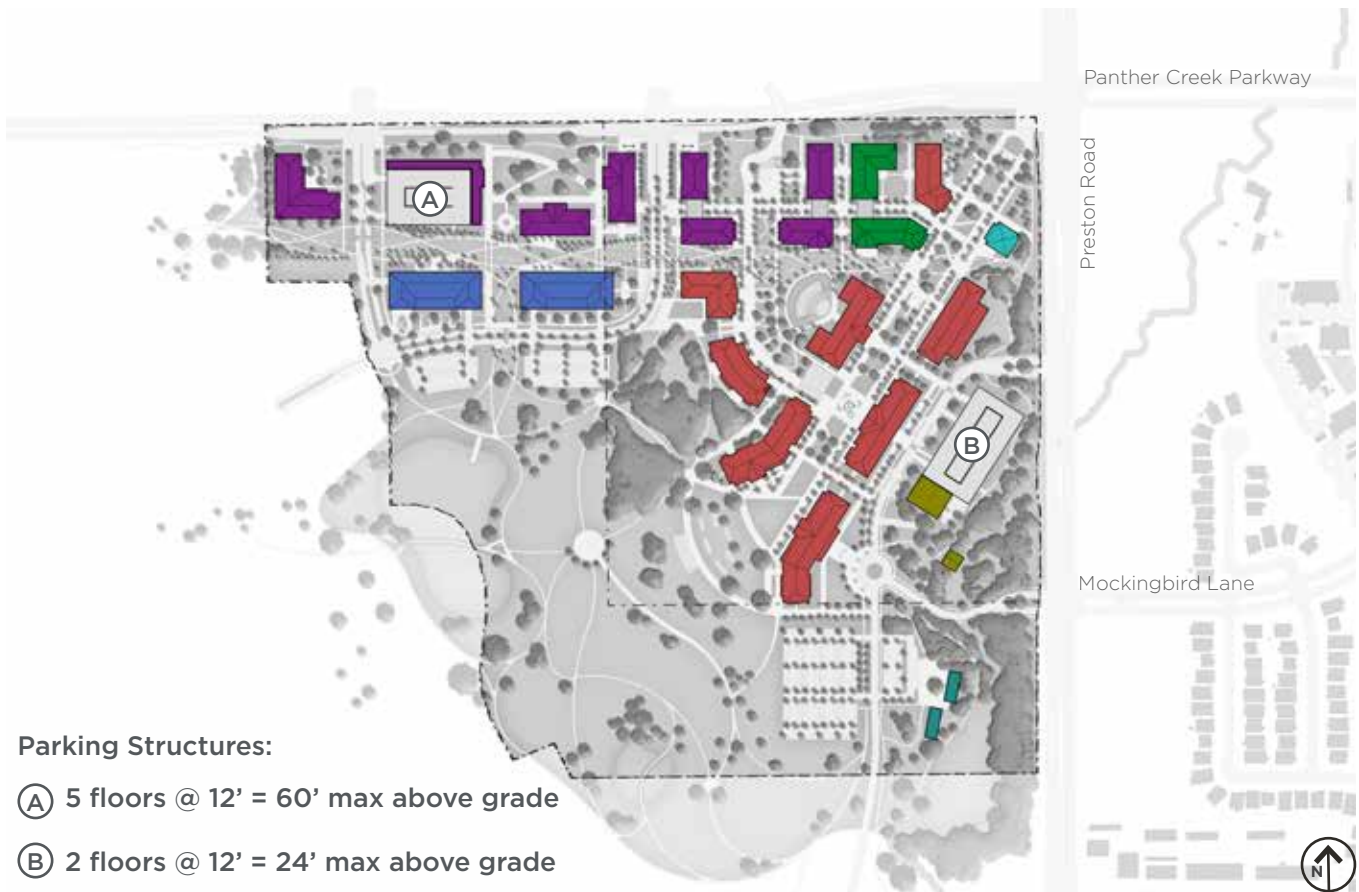 Panther Creek Parkway
Preston Road
A
B
Mockingbird Lane
Parking Structures:
A 5 floors @ 12' = 60' max above grade
B 2 floors @ 12' = 24' max above grade
N